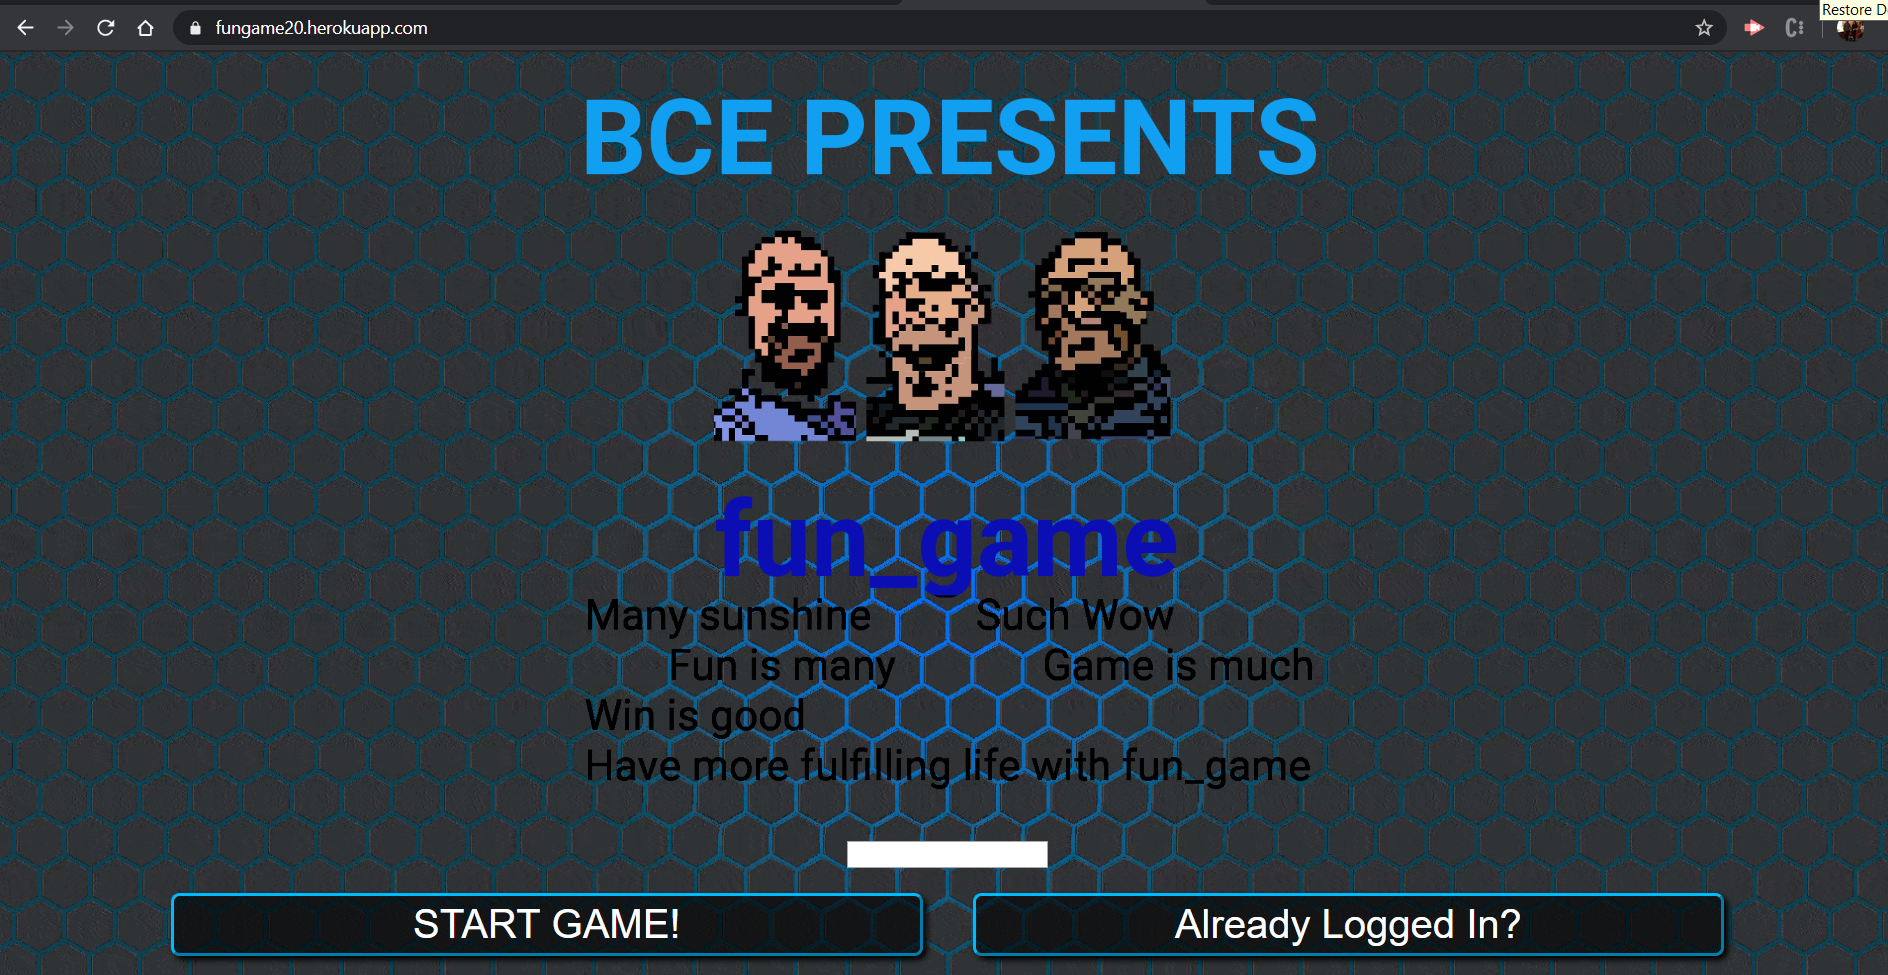 Restore D
fungame20.herokuapp.com
BCE PRESENTS
fun_game
Many sunshine Such Wow
Fun is many Game is much
Win is good
Have more fulfilling life with fun_game
START GAME!
Already Logged In?